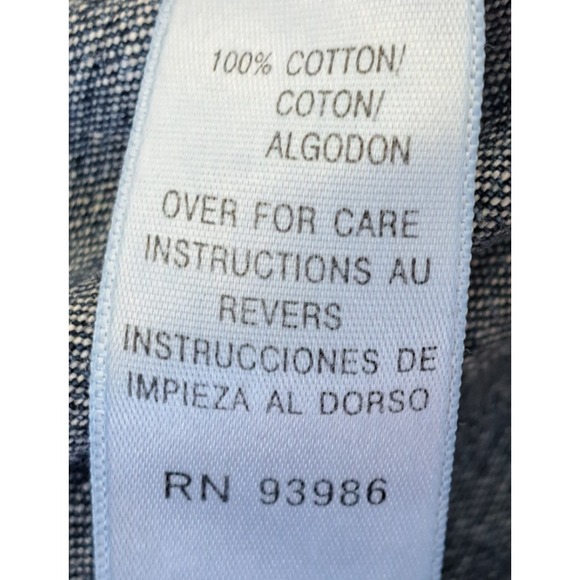 100% COTTON/
COTON/
ALGODON
OVER FOR CARE
INSTRUCTIONS AU
REVERS
INSTRUCCIONES DE
IMPIEZA AL DORSO
RN 93986